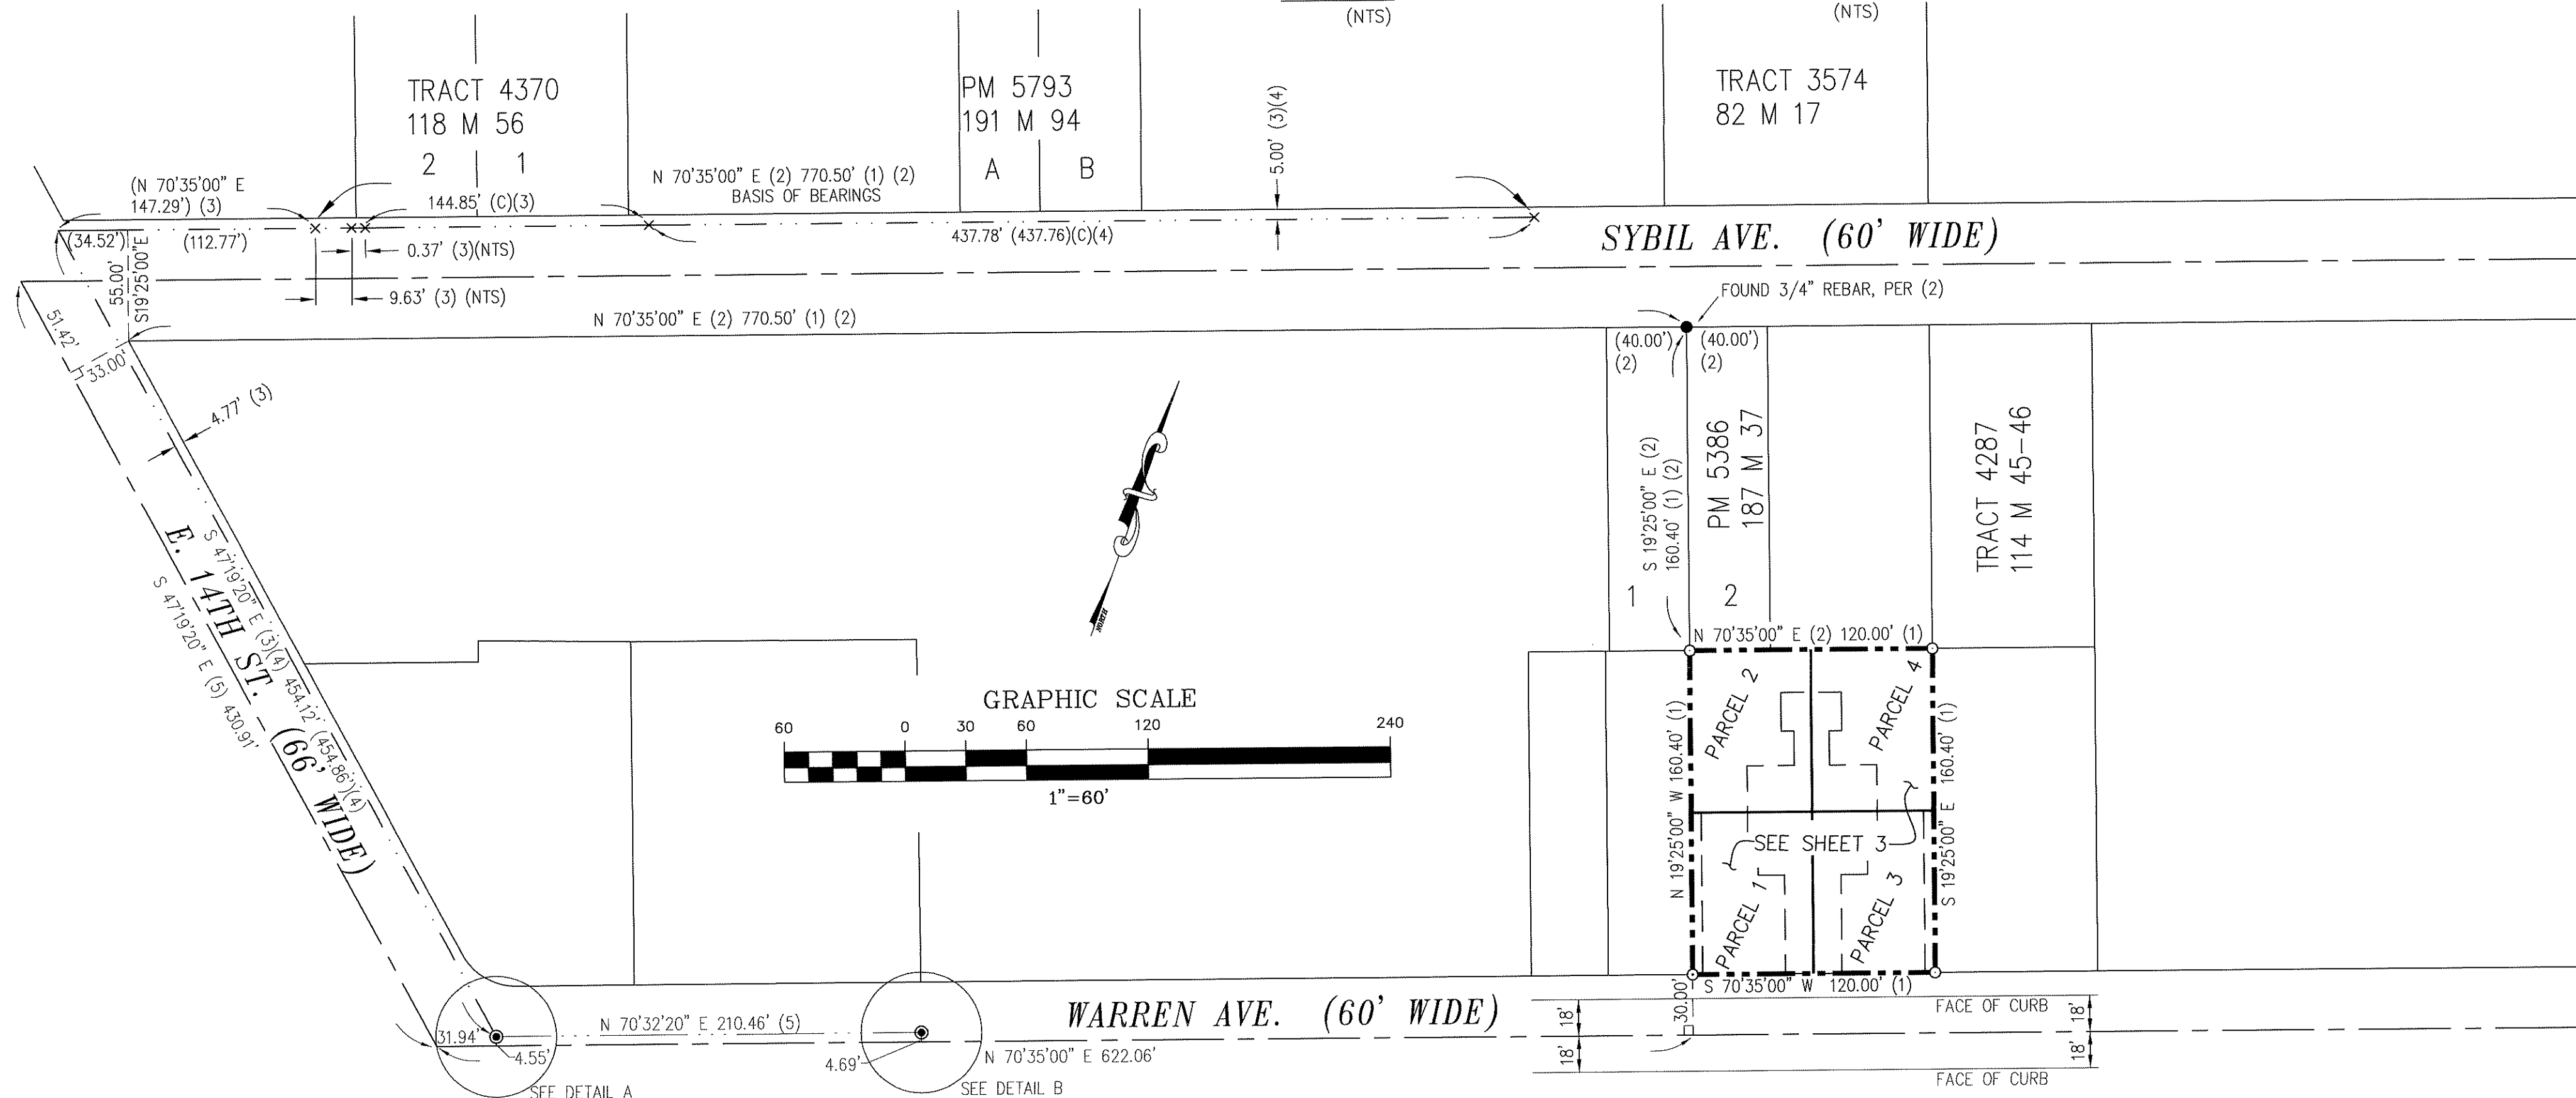 (NTS)
(NTS)
TRACT 4370
118 M 56
2
1
PM 5793
191 M 94
A
B
5.00' (3)(4)
TRACT 3574
82 M 17
(N 70°35'00" E
147.29') (3)
144.85' (C)(3)
N 70°35'00" E (2) 770.50' (1) (2)
BASIS OF BEARINGS
(34.52')
(112.77')
0.37' (3)(NTS)
437.78' (437.76)(C)(4)
SYBIL AVE. (60' WIDE)
55.00'
S19°25'00"E
9.63' (3) (NTS)
FOUND 3/4" REBAR, PER (2)
N 70°35'00" E (2) 770.50' (1) (2)
51.42'
33.00'
4.77' (3)
(40.00')
(2)
(40.00')
(2)
S 19°25'00" E (2)
160.40' (1) (2)
PM 5386
187 M 37
TRACT 4287
114 M 45-46
1
2
NORTH
S 47°19'20" E (3)(4) 454.12' (454.86')(4)
E. 14TH ST. (66' WIDE)
S 47°19'20" E (5) 430.91'
N 70°35'00" E (2) 120.00' (1)
PARCEL 2
PARCEL 4
N 19°25'00" W 160.40' (1)
S 19°25'00" E 160.40' (1)
GRAPHIC SCALE
60 0 30 60 120 240
1"=60'
SEE SHEET 3
PARCEL 1
PARCEL 3
S 70°35'00" W 120.00' (1)
30.00'
WARREN AVE. (60' WIDE)
N 70°32'20" E 210.46' (5)
31.94'
4.55'
4.69'
N 70°35'00" E 622.06'
18'
18'
FACE OF CURB
18'
18'
FACE OF CURB
SEE DETAIL A
SEE DETAIL B